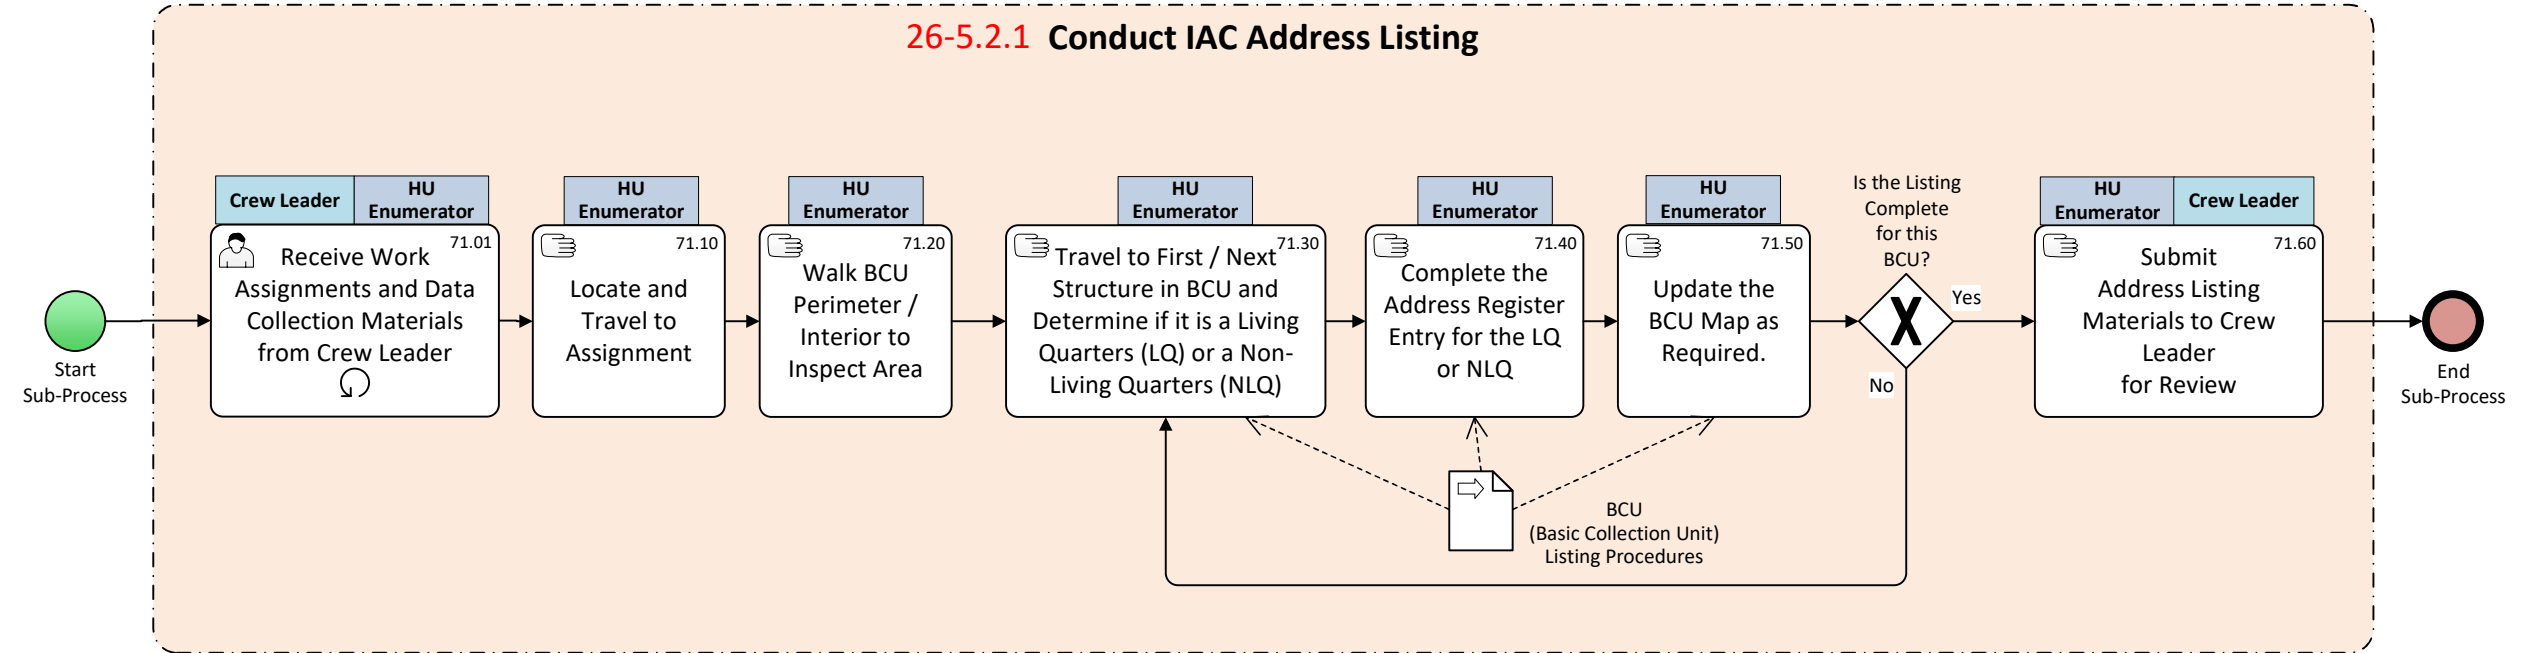 26-5.2.1 Conduct IAC Address Listing
Start
Sub-Process
Crew Leader
HU
Enumerator
71.01
Receive Work
Assignments and Data
Collection Materials
from Crew Leader
HU
Enumerator
71.10
Locate and
Travel to
Assignment
HU
Enumerator
71.20
Walk BCU
Perimeter /
Interior to
Inspect Area
HU
Enumerator
71.30
Travel to First / Next
Structure in BCU and
Determine if it is a Living
Quarters (LQ) or a Non-
Living Quarters (NLQ)
HU
Enumerator
71.40
Complete the
Address Register
Entry for the LQ
or NLQ
HU
Enumerator
71.50
Update the
BCU Map as
Required.
Is the Listing
Complete
for this
BCU?
X
Yes
No
HU
Enumerator
Crew Leader
71.60
Submit
Address Listing
Materials to Crew
Leader
for Review
End
Sub-Process
BCU
(Basic Collection Unit)
Listing Procedures